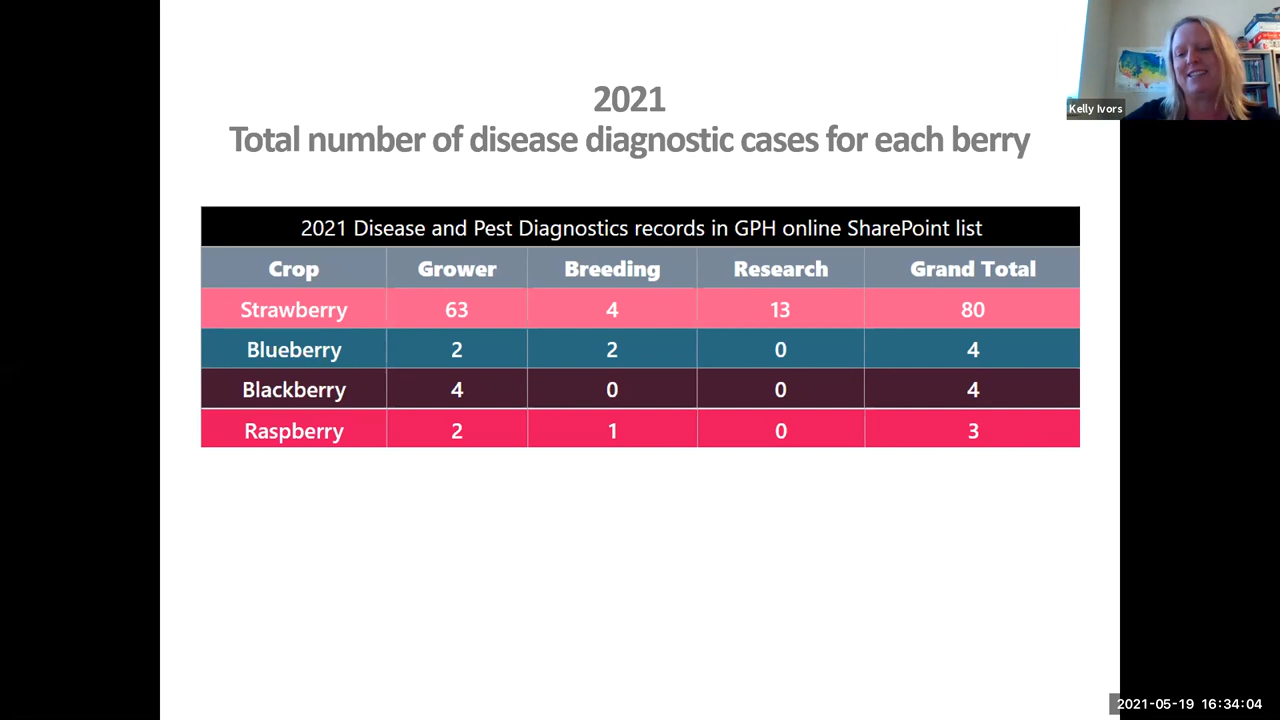 2021
Total number of disease diagnostic cases for each berry
Kelly Ivors
2021 Disease and Pest Diagnostics records in GPH online SharePoint list
Crop Grower Breeding Research Grand Total
Strawberry 63 4 13 80
Blueberry 2 2 0 4
Blackberry 4 0 0 4
Raspberry 2 1 0 3
2021-05-19 16:34:04